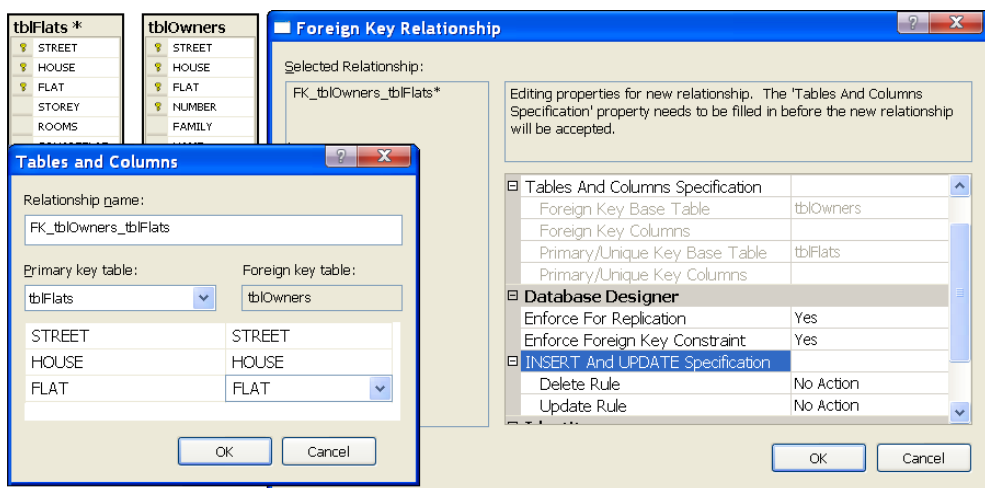 tblFlats *
STREET
HOUSE
FLAT
STOREY
ROOMS
tblOwners
STREET
HOUSE
FLAT
NUMBER
FAMILY
Foreign Key Relationship
Selected Relationship:
FK_tblOwners_tblFlats*
Editing properties for new relationship. The 'Tables And Columns
Specification' property needs to be filled in before the new relationship
will be accepted.
Tables And Columns Specification
Foreign Key Base Table tblOwners
Foreign Key Columns
Primary/Unique Key Base Table tblFlats
Primary/Unique Key Columns
Database Designer
Enforce For Replication Yes
Enforce Foreign Key Constraint Yes
INSERT And UPDATE Specification
Delete Rule No Action
Update Rule No Action
OK Cancel
Tables and Columns
Relationship name:
FK_tblOwners_tblFlats
Primary key table: Foreign key table:
tblFlats tblOwners
STREET STREET
HOUSE HOUSE
FLAT FLAT
OK Cancel